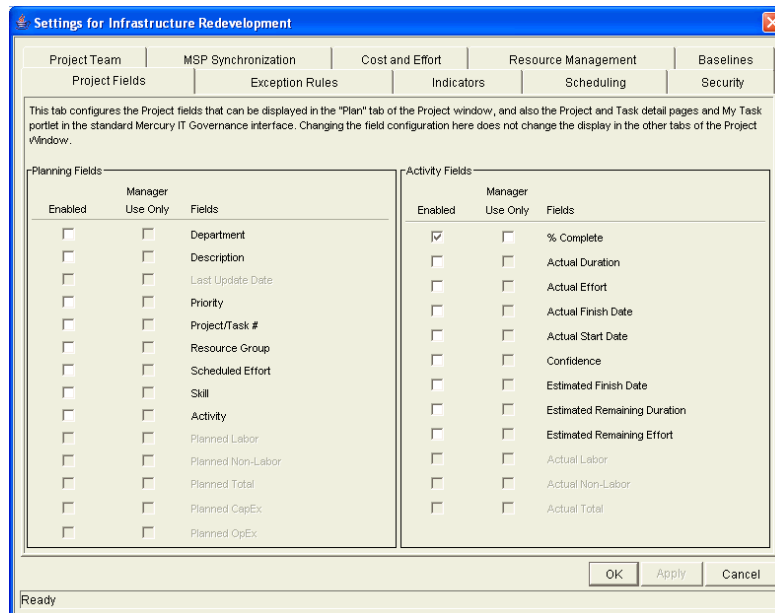 Settings for Infrastructure Redevelopment
Project Team MSP Synchronization Cost and Effort Resource Management Baselines
Project Fields Exception Rules Indicators Scheduling Security
This tab configures the Project fields that can be displayed in the "Plan" tab of the Project window, and also the Project and Task detail pages and My Task
portlet in the standard Mercury IT Governance interface. Changing the field configuration here does not change the display in the other tabs of the Project
Window.
Planning Fields
Manager
Enabled Use Only Fields
Department
Description
Last Update Date
Priority
Project/Task #
Resource Group
Scheduled Effort
Skill
Activity
Planned Labor
Planned Non-Labor
Planned Total
Planned CapEx
Planned OpEx
Activity Fields
Manager
Enabled Use Only Fields
% Complete
Actual Duration
Actual Effort
Actual Finish Date
Actual Start Date
Confidence
Estimated Finish Date
Estimated Remaining Duration
Estimated Remaining Effort
Actual Labor
Actual Non-Labor
Actual Total
OK Apply Cancel
Ready